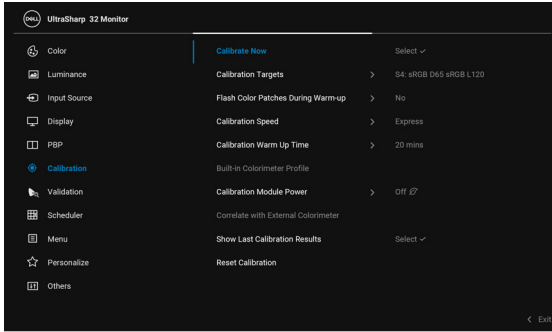 DELL UltraSharp 32 Monitor
Color Calibrate Now Select
Luminance Calibration Targets S4: sRGB D65 sRGB L120
Input Source Flash Color Patches During Warm-up No
Display Calibration Speed Express
PBP Calibration Warm Up Time 20 mins
Calibration Built-in Colorimeter Profile
Validation Calibration Module Power Off
Scheduler Correlate with External Colorimeter
Menu Show Last Calibration Results Select
Personalize Reset Calibration
Others
Exit